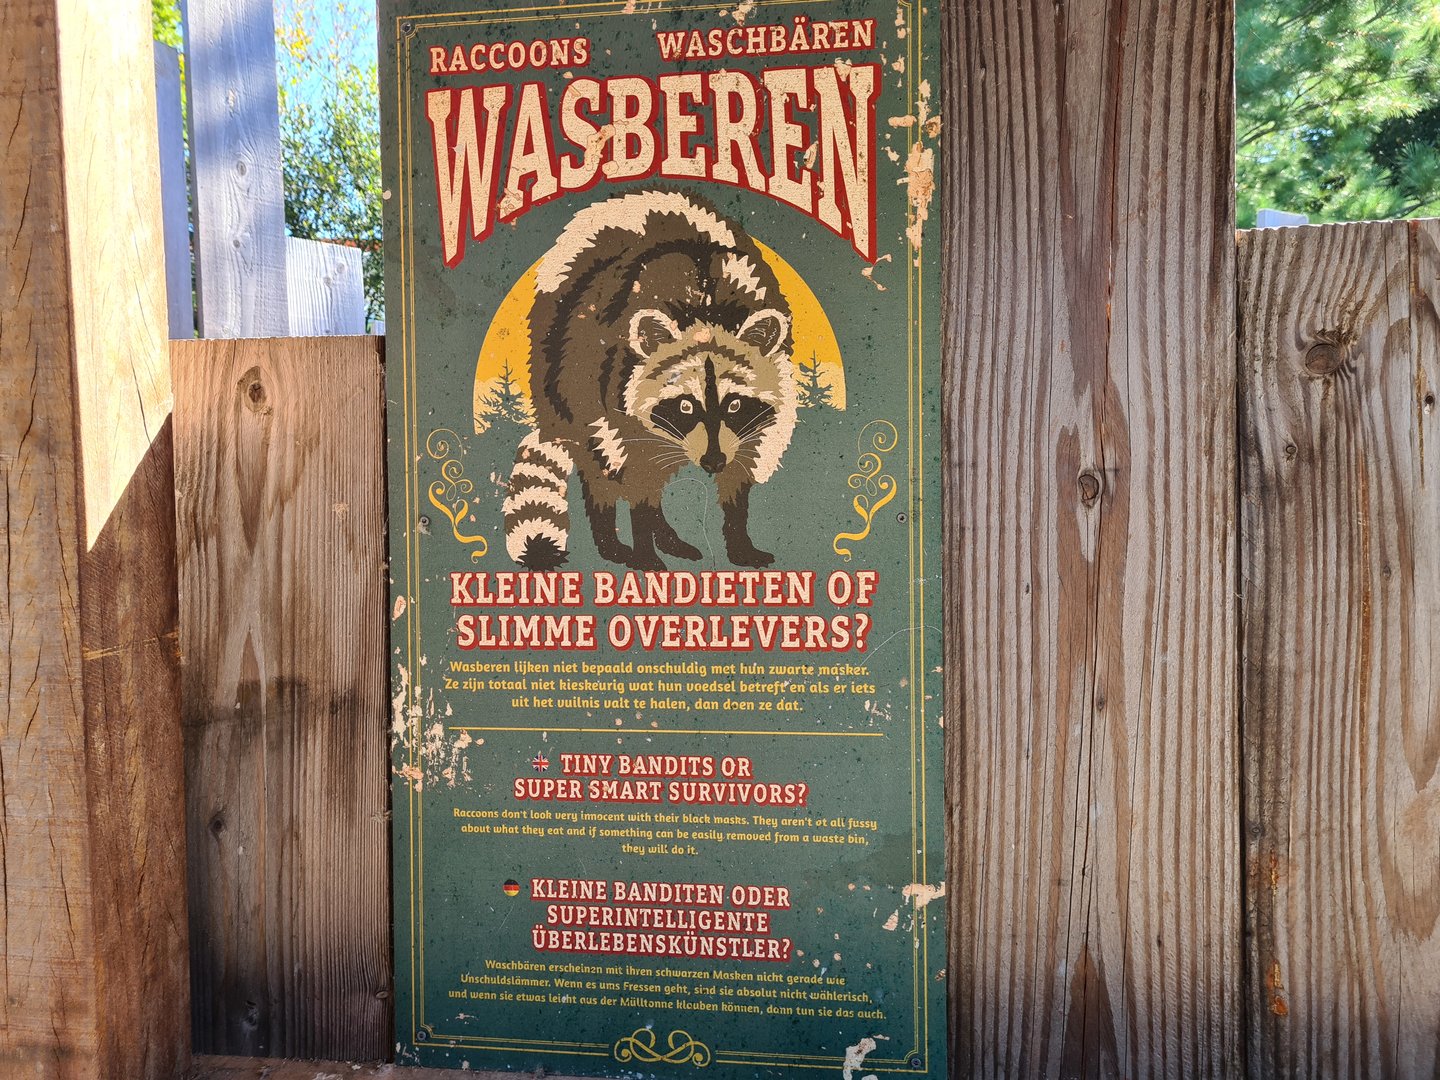 RACCOONS WASCHBÄREN
WASBEREN
KLEINE BANDIETEN OF
SLIMME OVERLEVERS?
Wasberen lijken niet bepaald onschuldig met hun zwarte masker.
Ze zijn totaal niet kieskeurig wat hun voedsel betreft en als er iets
uit het vuilnis valt te halen, dan doen ze dat.
TINY BANDITS OR
SUPER SMART SURVIVORS?
Raccoons don't look very innocent with their black masks. They aren't at all fussy
about what they eat and if something can be easily removed from a waste bin,
they will do it.
KLEINE BANDITEN ODER
SUPERINTELLIGENTE
ÜBERLEBENSKÜNSTLER?
Waschbären erscheinen mit ihren schwarzen Masken nicht gerade wie
Unschuldslämmer. Wenn es ums Fressen geht, sind sie absolut nicht wählerisch,
und wenn sie etwas leicht aus der Mülltonne klauben können, dann tun sie das auch.